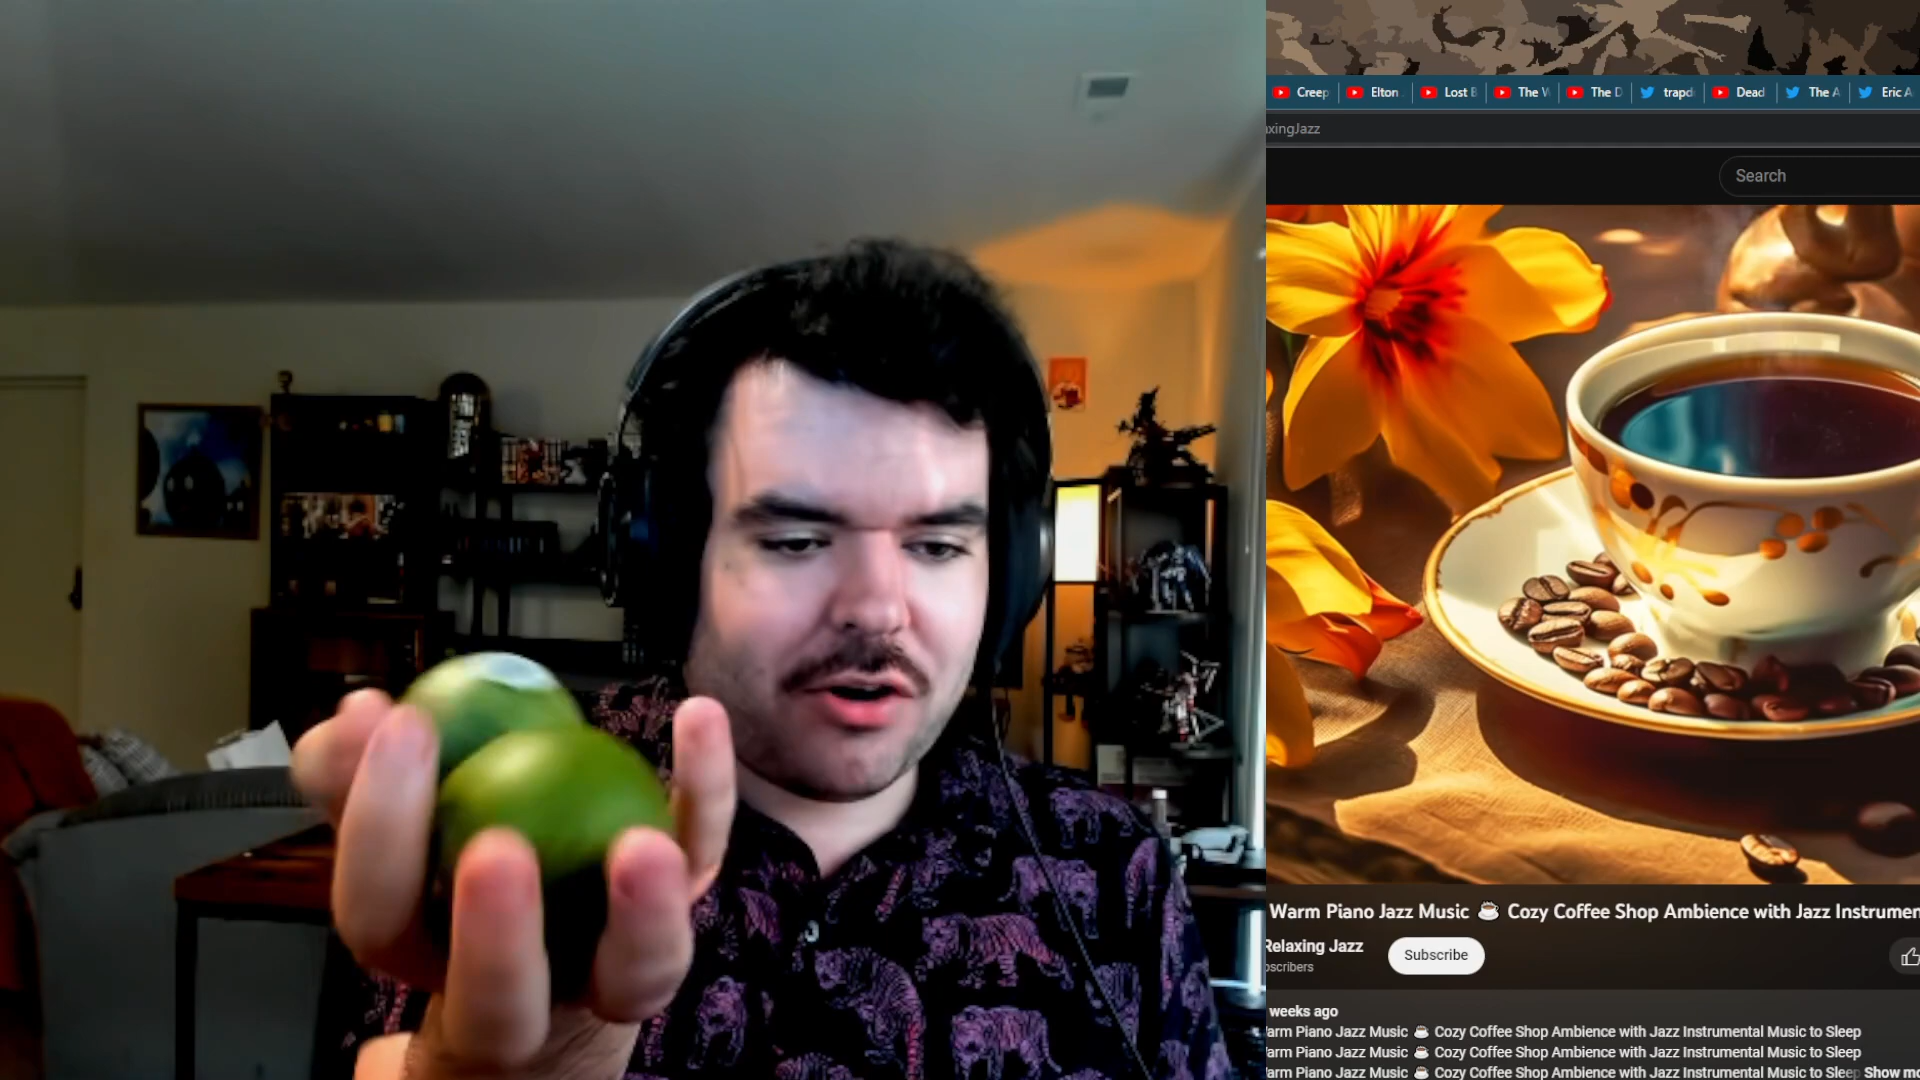 Creep
Elton
Lost B
The V
The D
trapd
Dead
The A
Eric A
xingJazz
Search
Warm Piano Jazz Music ☕ Cozy Coffee Shop Ambience with Jazz Instrumen
Relaxing Jazz
oscribers
Subscribe
weeks ago
arm Piano Jazz Music ☕ Cozy Coffee Shop Ambience with Jazz Instrumental Music to Sleep
arm Piano Jazz Music ☕ Cozy Coffee Shop Ambience with Jazz Instrumental Music to Sleep
arm Piano Jazz Music ☕ Cozy Coffee Shop Ambience with Jazz Instrumental Music to Sleep Show mo